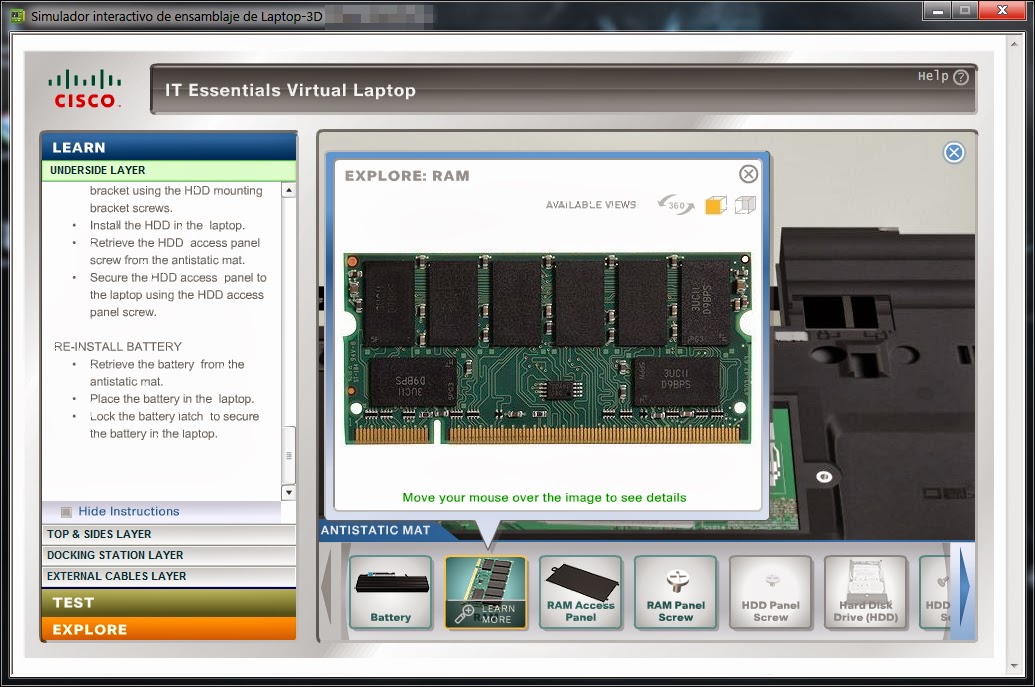 Simulador interactivo de ensamblaje de Laptop-3D
CISCO
IT Essentials Virtual Laptop
Help ?
LEARN
UNDERSIDE LAYER
bracket using the HDD mounting
bracket screws.
• Install the HDD in the laptop.
• Retrieve the HDD access panel
screw from the antistatic mat.
• Secure the HDD access panel to
the laptop using the HDD access
panel screw.
RE-INSTALL BATTERY
• Retrieve the battery from the
antistatic mat.
• Place the battery in the laptop.
• Lock the battery latch to secure
the battery in the laptop.
Hide Instructions
TOP & SIDES LAYER
DOCKING STATION LAYER
EXTERNAL CABLES LAYER
TEST
EXPLORE
EXPLORE: RAM
AVAILABLE VIEWS
360
3UC11
D9BPS
3UC11
D9BPS
3UC11
D9BPS
Move your mouse over the image to see details
ANTISTATIC MAT
Battery
LEARN
MORE
RAM Access
Panel
RAM Panel
Screw
HDD Panel
Screw
Hard Disk
Drive (HDD)
HDD